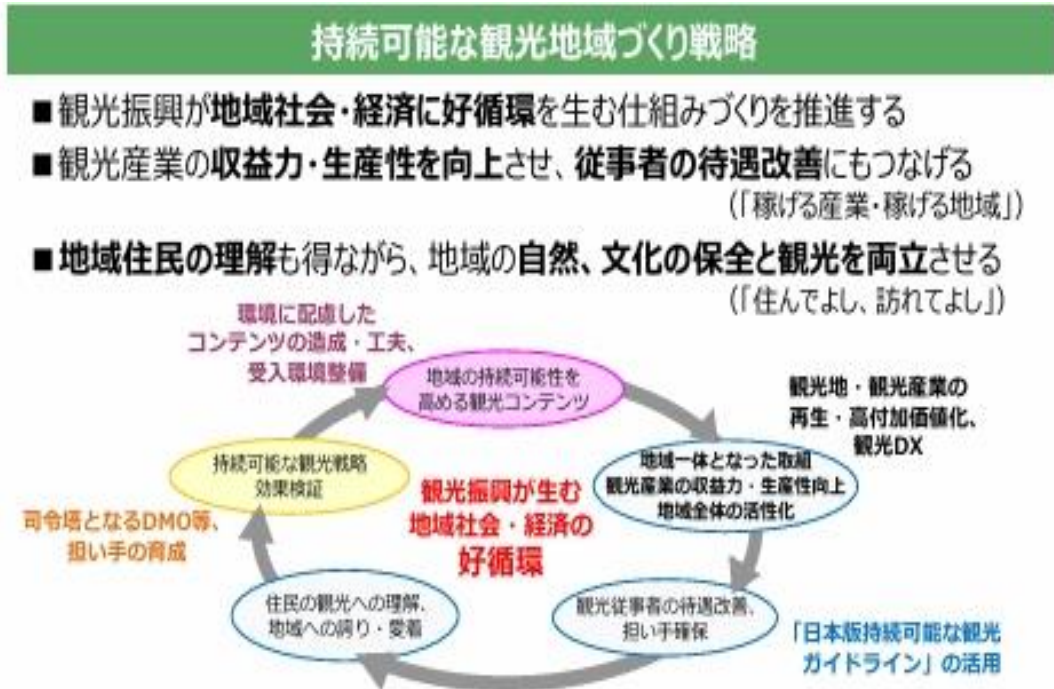 持続可能な観光地域づくり戦略
■観光振興が地域社会・経済に好循環を生む仕組みづくりを推進する
■観光産業の収益力・生産性を向上させ、従事者の待遇改善にもつなげる
(「稼げる産業・稼げる地域」)
■地域住民の理解も得ながら、地域の自然、文化の保全と観光を両立させる
(「住んでよし、訪れてよし」)
環境に配慮した
コンテンツの造成・工夫、
受入環境整備
地域の持続可能性を
高める観光コンテンツ
観光地・観光産業の
再生・高付加価値化、
観光DX
地域一体となった取組
観光産業の収益力・生産性向上
地域全体の活性化
持続可能な観光戦略
効果検証
観光振興が生む
地域社会・経済の
好循環
司令塔となるDMO等、
担い手の育成
住民の観光への理解、
地域への誇り・愛着
観光従事者の待遇改善、
担い手確保
「日本版持続可能な観光
ガイドライン」の活用